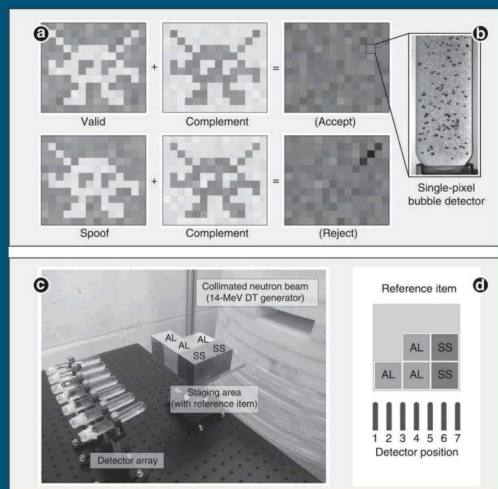 a
b
+
=
Valid
Complement
(Accept)
+
=
Spoof
Complement
(Reject)
Single-pixel
bubble detector
c
d
Collimated neutron beam
(14-MeV DT generator)
AL
AL
AL
SS
SS
Staging area
(with reference item)
Detector array
Reference item
AL
SS
AL
AL
SS
1 2 3 4 5 6 7
Detector position